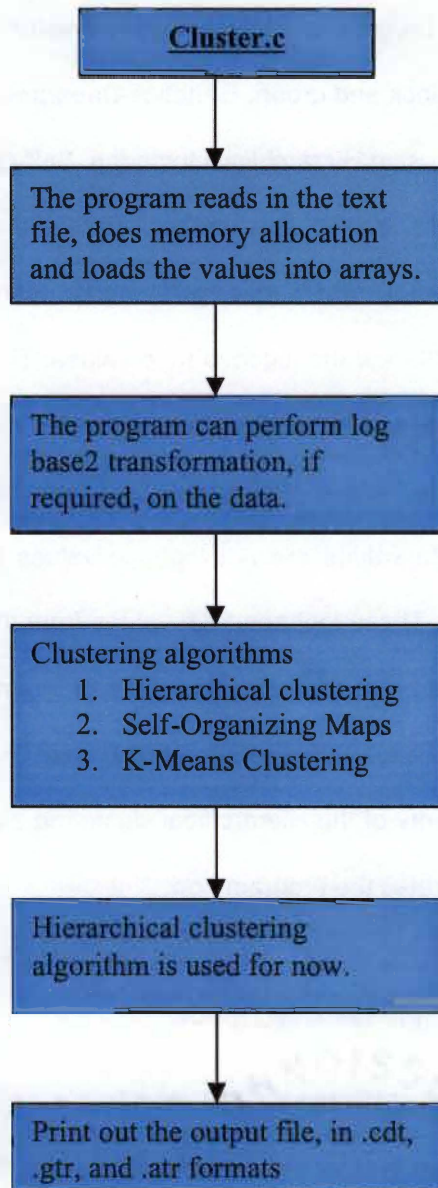 Cluster.c
The program reads in the text
file, does memory allocation
and loads the values into arrays.
The program can perform log
base2 transformation, if
required, on the data.
Clustering algorithms
1. Hierarchical clustering
2. Self-Organizing Maps
3. K-Means Clustering
Hierarchical clustering
algorithm is used for now.
Print out the output file, in .cdt,
.gtr, and .atr formats